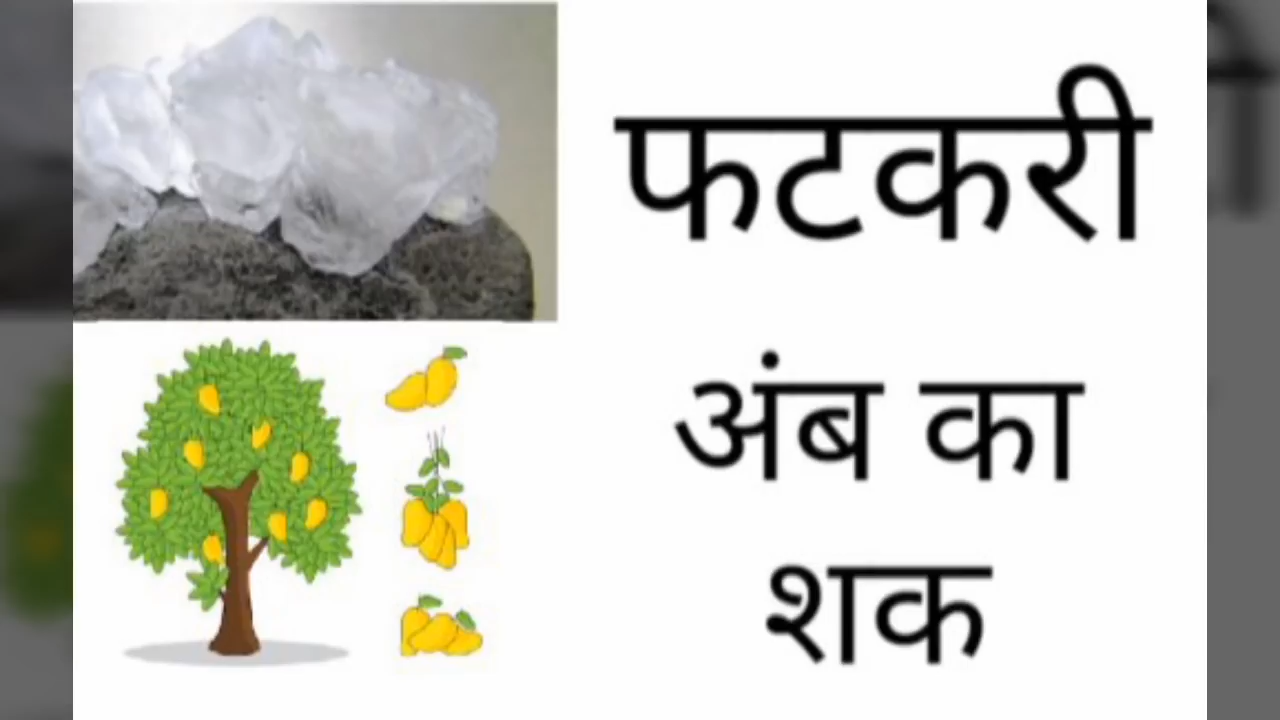 फटकरी
अंब का
शक